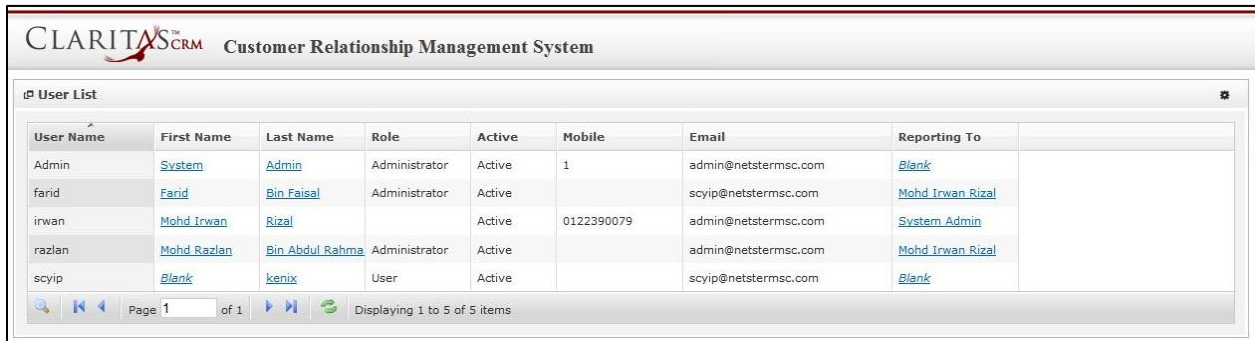 CLARITAS™CRM Customer Relationship Management System
User List
User Name First Name Last Name Role Active Mobile Email Reporting To
Admin System Admin Administrator Active 1 admin@netstermsc.com Blank
farid Farid Bin Faisal Administrator Active scyip@netstermsc.com Mohd Irwan Rizal
irwan Mohd Irwan Rizal Active 0122390079 admin@netstermsc.com System Admin
razlan Mohd Razlan Bin Abdul Rahma Administrator Active admin@netstermsc.com Mohd Irwan Rizal
scyip Blank kenix User Active scyip@netstermsc.com Blank
Page 1 of 1 Displaying 1 to 5 of 5 items